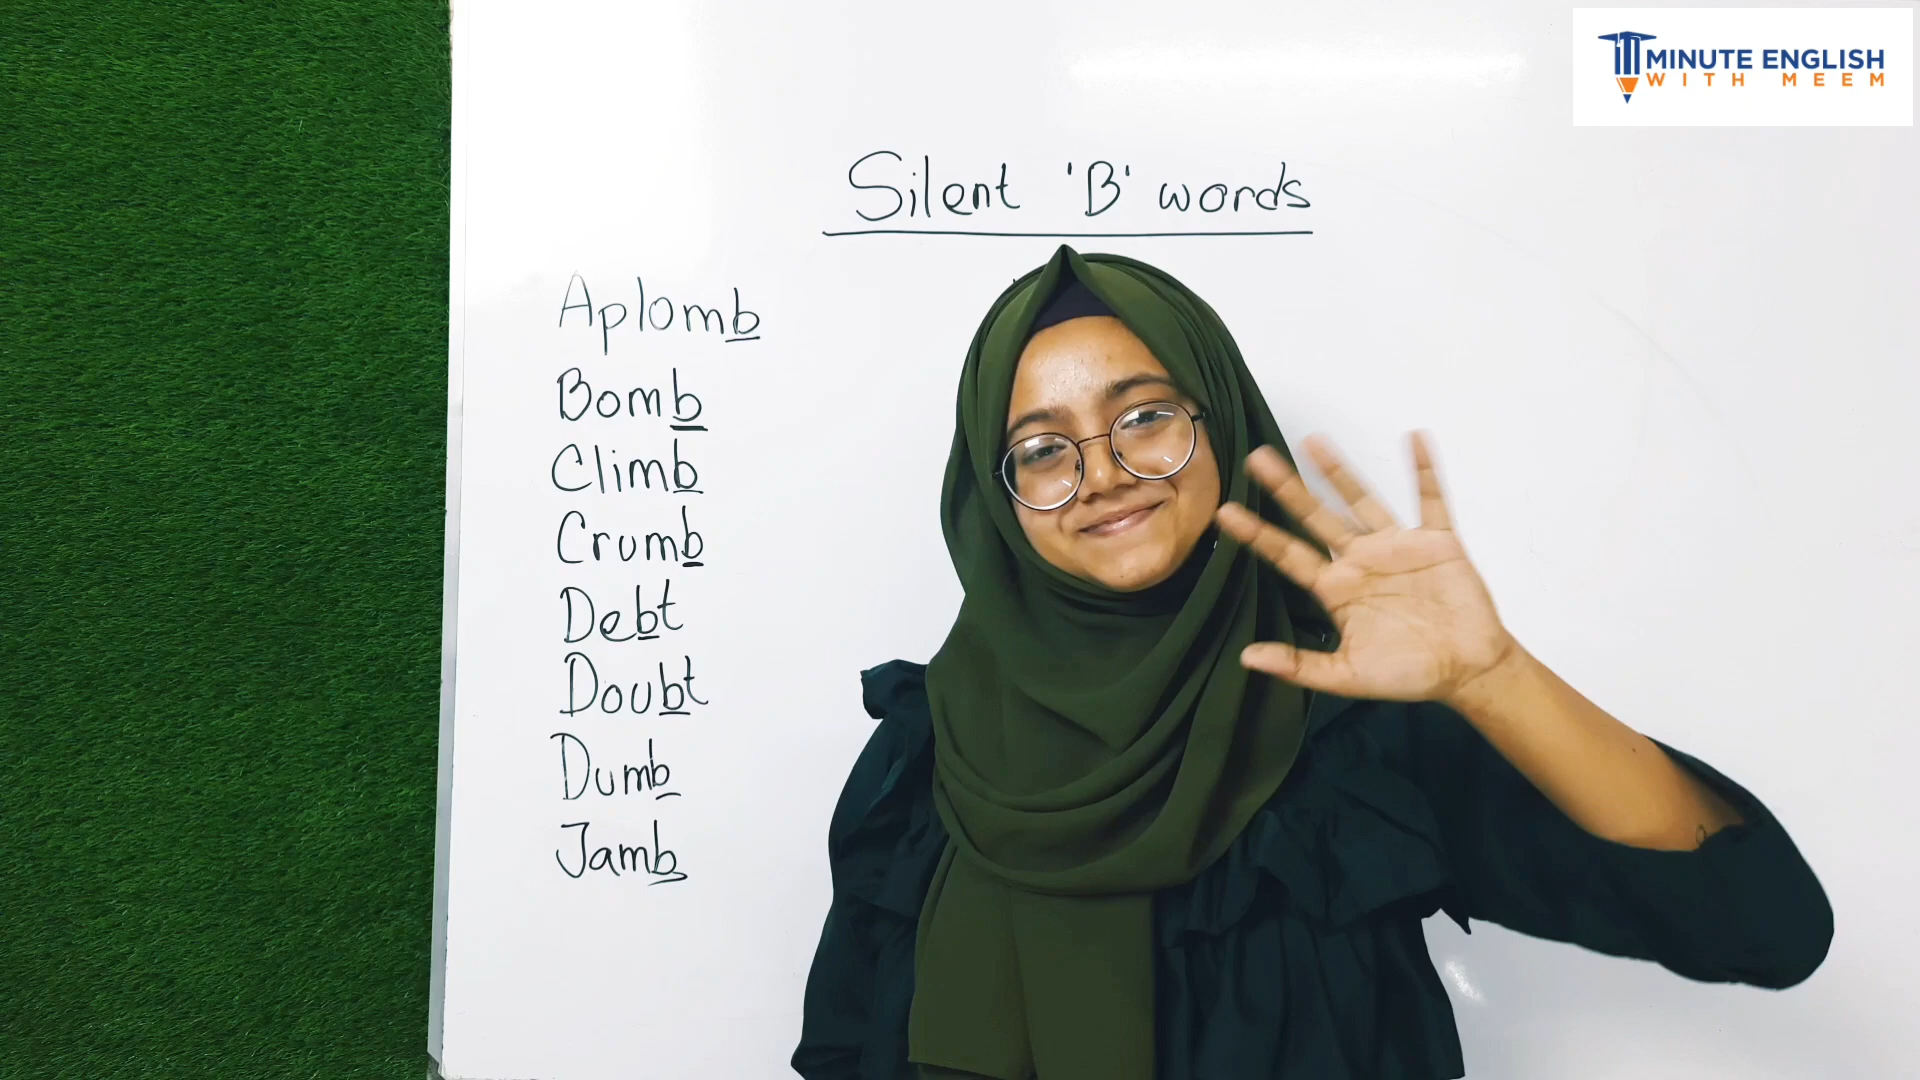 MINUTE ENGLISH
WITH MEEM
Silent 'B' words
Aplomb
Bomb
Climb
Crumb
Debt
Doubt
Dumb
Jamb